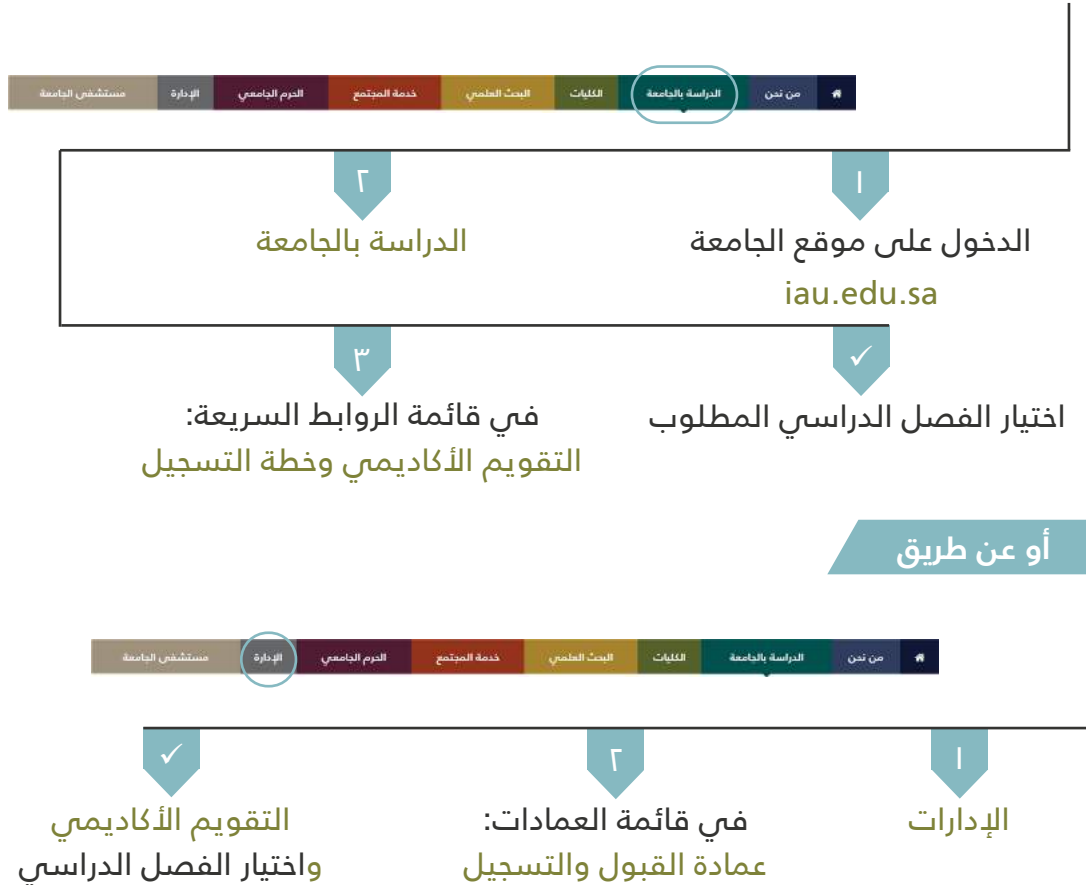 من نحن الدراسة بالجامعة الكليات البحث العلمي خدمة المجتمع الحرم الجامعي الإدارة مستشفى الجامعة
١
الدخول على موقع الجامعة
iau.edu.sa
٢
الدراسة بالجامعة
٣
في قائمة الروابط السريعة:
التقويم الأكاديمي وخطة التسجيل
✓
اختيار الفصل الدراسي المطلوب
أو عن طريق
من نحن الدراسة بالجامعة الكليات البحث العلمي خدمة المجتمع الحرم الجامعي الإدارة مستشفى الجامعة
١
الإدارات
٢
في قائمة العمادات:
عمادة القبول والتسجيل
✓
التقويم الأكاديمي
واختيار الفصل الدراسي